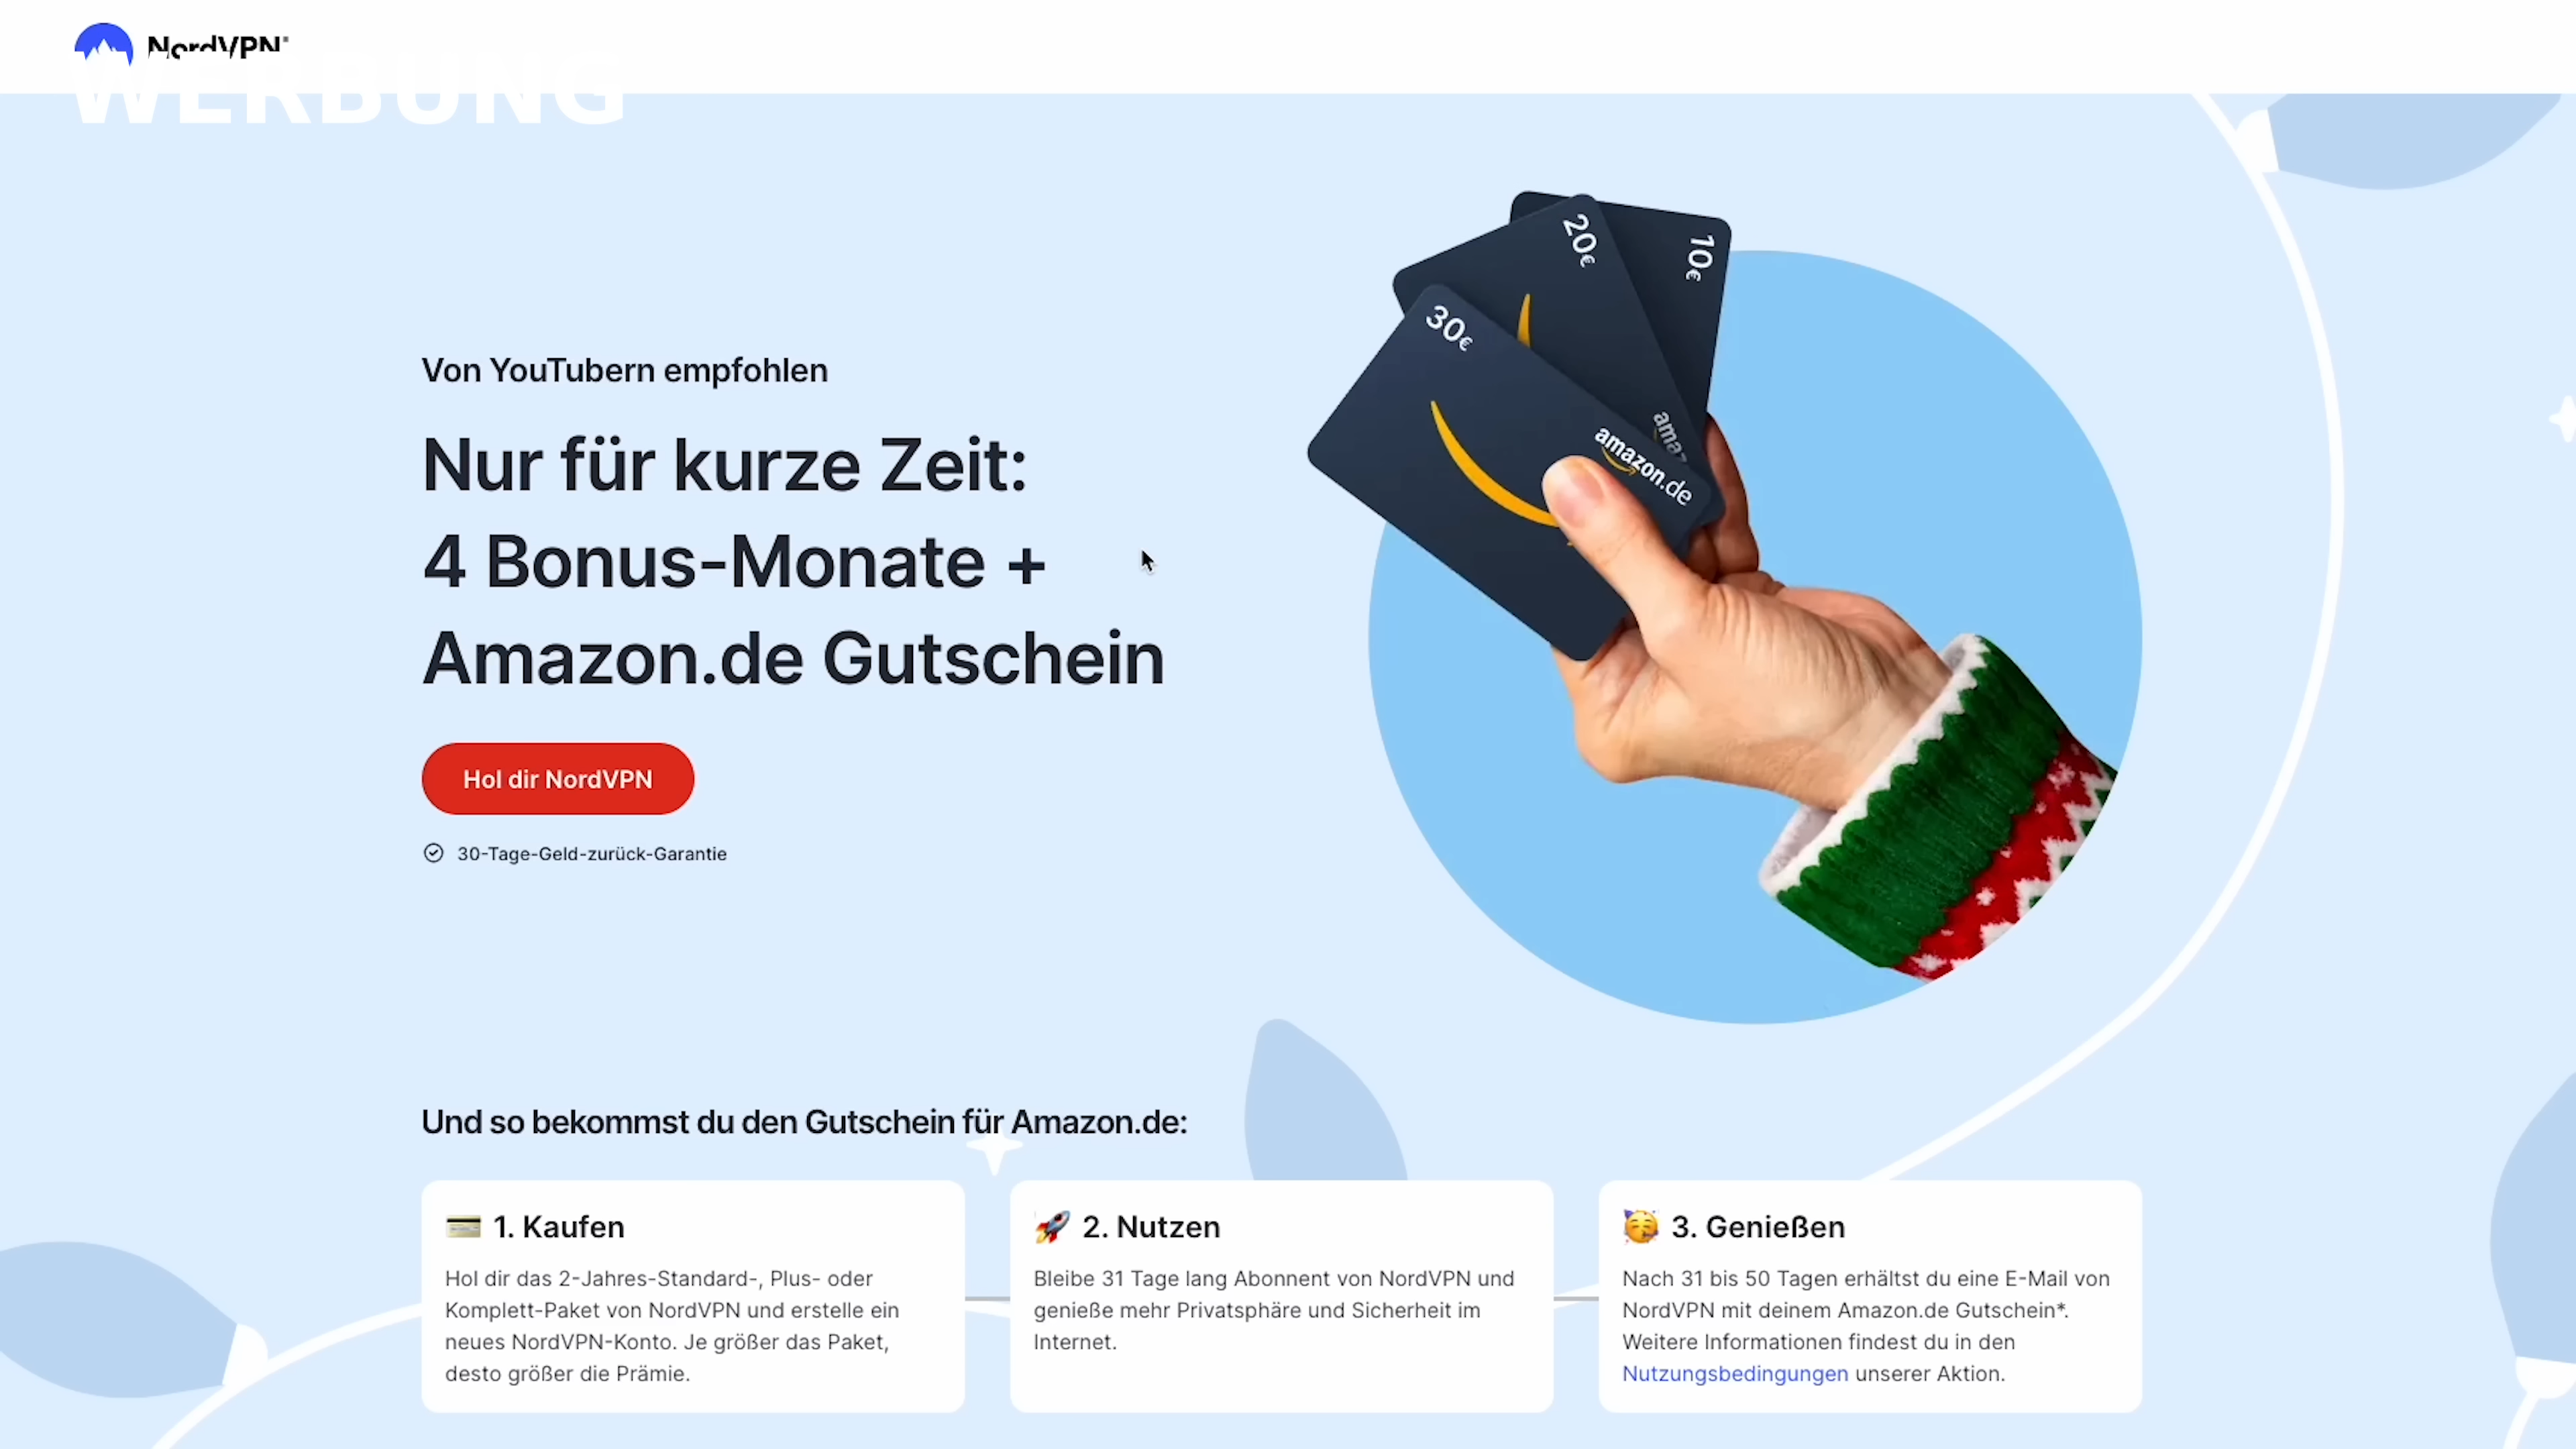 NordVPN®
WERBUNG
20€
10€
30€
amazon.de
Von YouTubern empfohlen
Nur für kurze Zeit:
4 Bonus-Monate +
Amazon.de Gutschein
Hol dir NordVPN
30-Tage-Geld-zurück-Garantie
Und so bekommst du den Gutschein für Amazon.de:
1. Kaufen
Hol dir das 2-Jahres-Standard-, Plus- oder
Komplett-Paket von NordVPN und erstelle ein
neues NordVPN-Konto. Je größer das Paket,
desto größer die Prämie.
2. Nutzen
Bleibe 31 Tage lang Abonnent von NordVPN und
genieße mehr Privatsphäre und Sicherheit im
Internet.
3. Genießen
Nach 31 bis 50 Tagen erhältst du eine E-Mail von
NordVPN mit deinem Amazon.de Gutschein*.
Weitere Informationen findest du in den
Nutzungsbedingungen unserer Aktion.